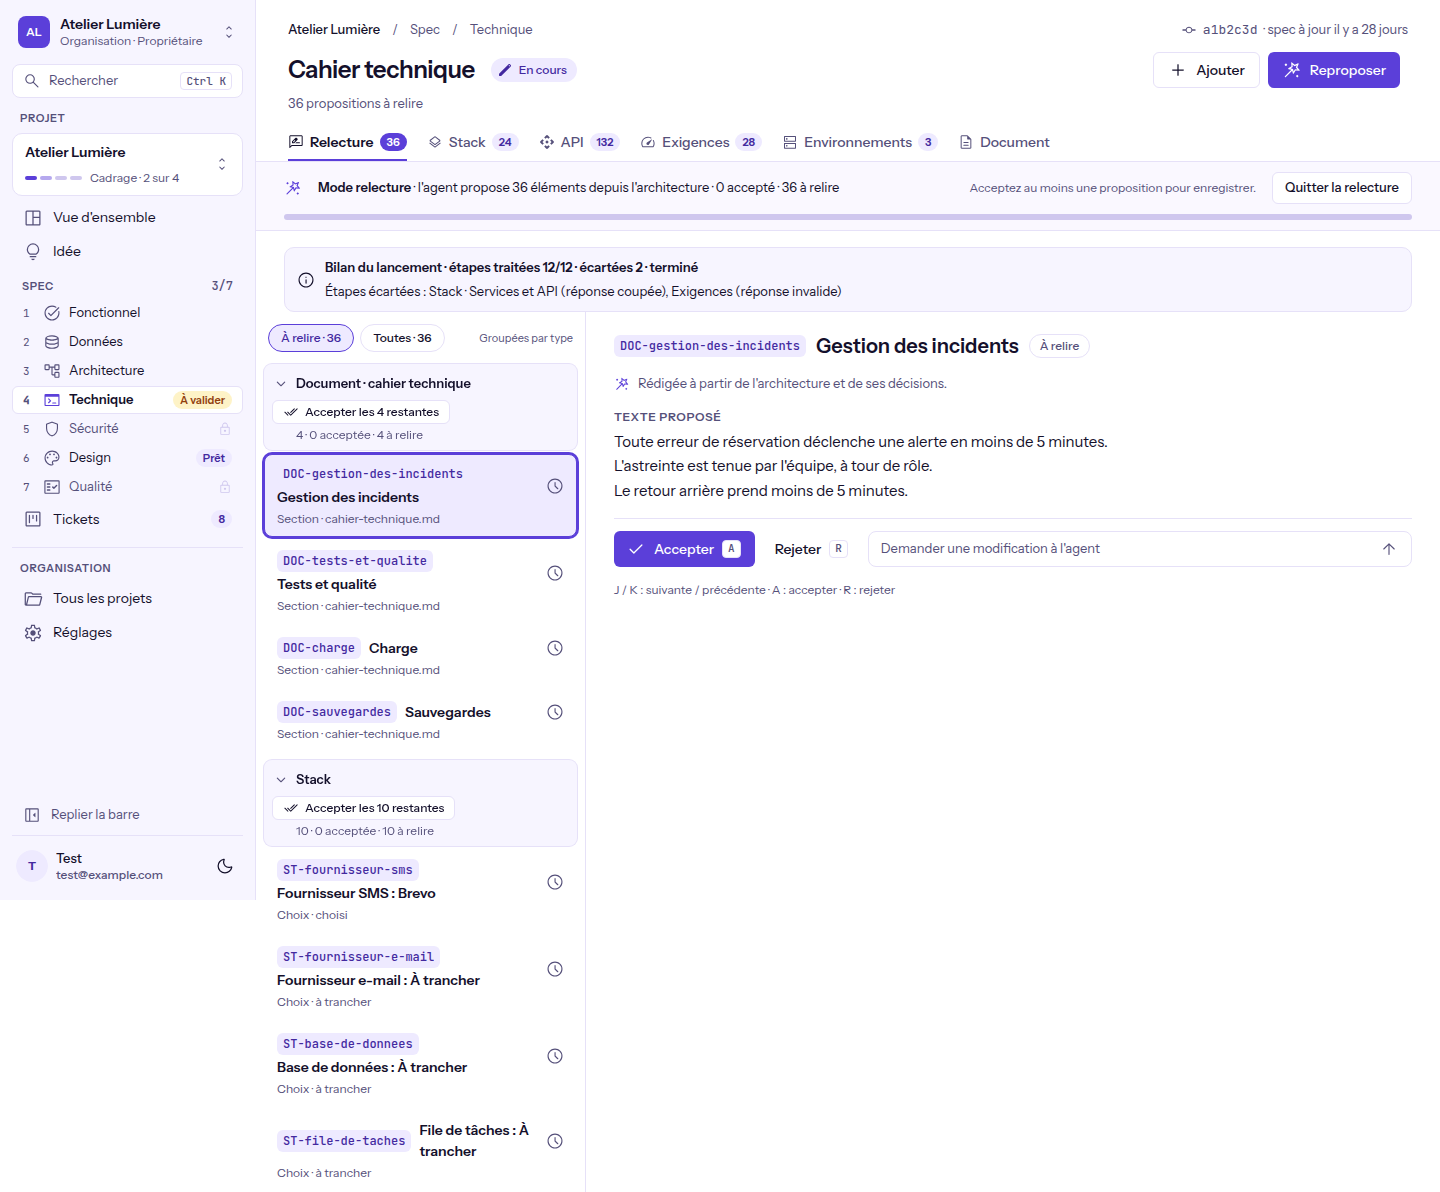 AL
Atelier Lumière
Organisation · Propriétaire
Rechercher
Ctrl K
PROJET
Atelier Lumière
Cadrage · 2 sur 4
Vue d'ensemble
Idée
SPEC 3/7
1 Fonctionnel
2 Données
3 Architecture
4 Technique À valider
5 Sécurité
6 Design Prêt
7 Qualité
Tickets 8
ORGANISATION
Tous les projets
Réglages
Replier la barre
T
Test
test@example.com
Atelier Lumière / Spec / Technique
a1b2c3d · spec à jour il y a 28 jours
Cahier technique En cours
Ajouter
Reproposer
36 propositions à relire
Relecture 36 Stack 24 API 132 Exigences 28 Environnements 3 Document
Mode relecture · l'agent propose 36 éléments depuis l'architecture · 0 accepté · 36 à relire
Acceptez au moins une proposition pour enregistrer.
Quitter la relecture
Bilan du lancement · étapes traitées 12/12 · écartées 2 · terminé
Étapes écartées : Stack · Services et API (réponse coupée), Exigences (réponse invalide)
À relire · 36 Toutes · 36 Groupées par type
Document · cahier technique
Accepter les 4 restantes
4 · 0 acceptée · 4 à relire
DOC-gestion-des-incidents
Gestion des incidents
Section · cahier-technique.md
DOC-tests-et-qualite
Tests et qualité
Section · cahier-technique.md
DOC-charge Charge
Section · cahier-technique.md
DOC-sauvegardes Sauvegardes
Section · cahier-technique.md
Stack
Accepter les 10 restantes
10 · 0 acceptée · 10 à relire
ST-fournisseur-sms
Fournisseur SMS : Brevo
Choix · choisi
ST-fournisseur-e-mail
Fournisseur e-mail : À trancher
Choix · à trancher
ST-base-de-donnees
Base de données : À trancher
Choix · à trancher
ST-file-de-taches File de tâches : À
trancher
Choix · à trancher
DOC-gestion-des-incidents Gestion des incidents À relire
Rédigée à partir de l'architecture et de ses décisions.
TEXTE PROPOSÉ
Toute erreur de réservation déclenche une alerte en moins de 5 minutes.
L'astreinte est tenue par l'équipe, à tour de rôle.
Le retour arrière prend moins de 5 minutes.
Accepter A
Rejeter R
Demander une modification à l'agent
J / K : suivante / précédente · A : accepter · R : rejeter